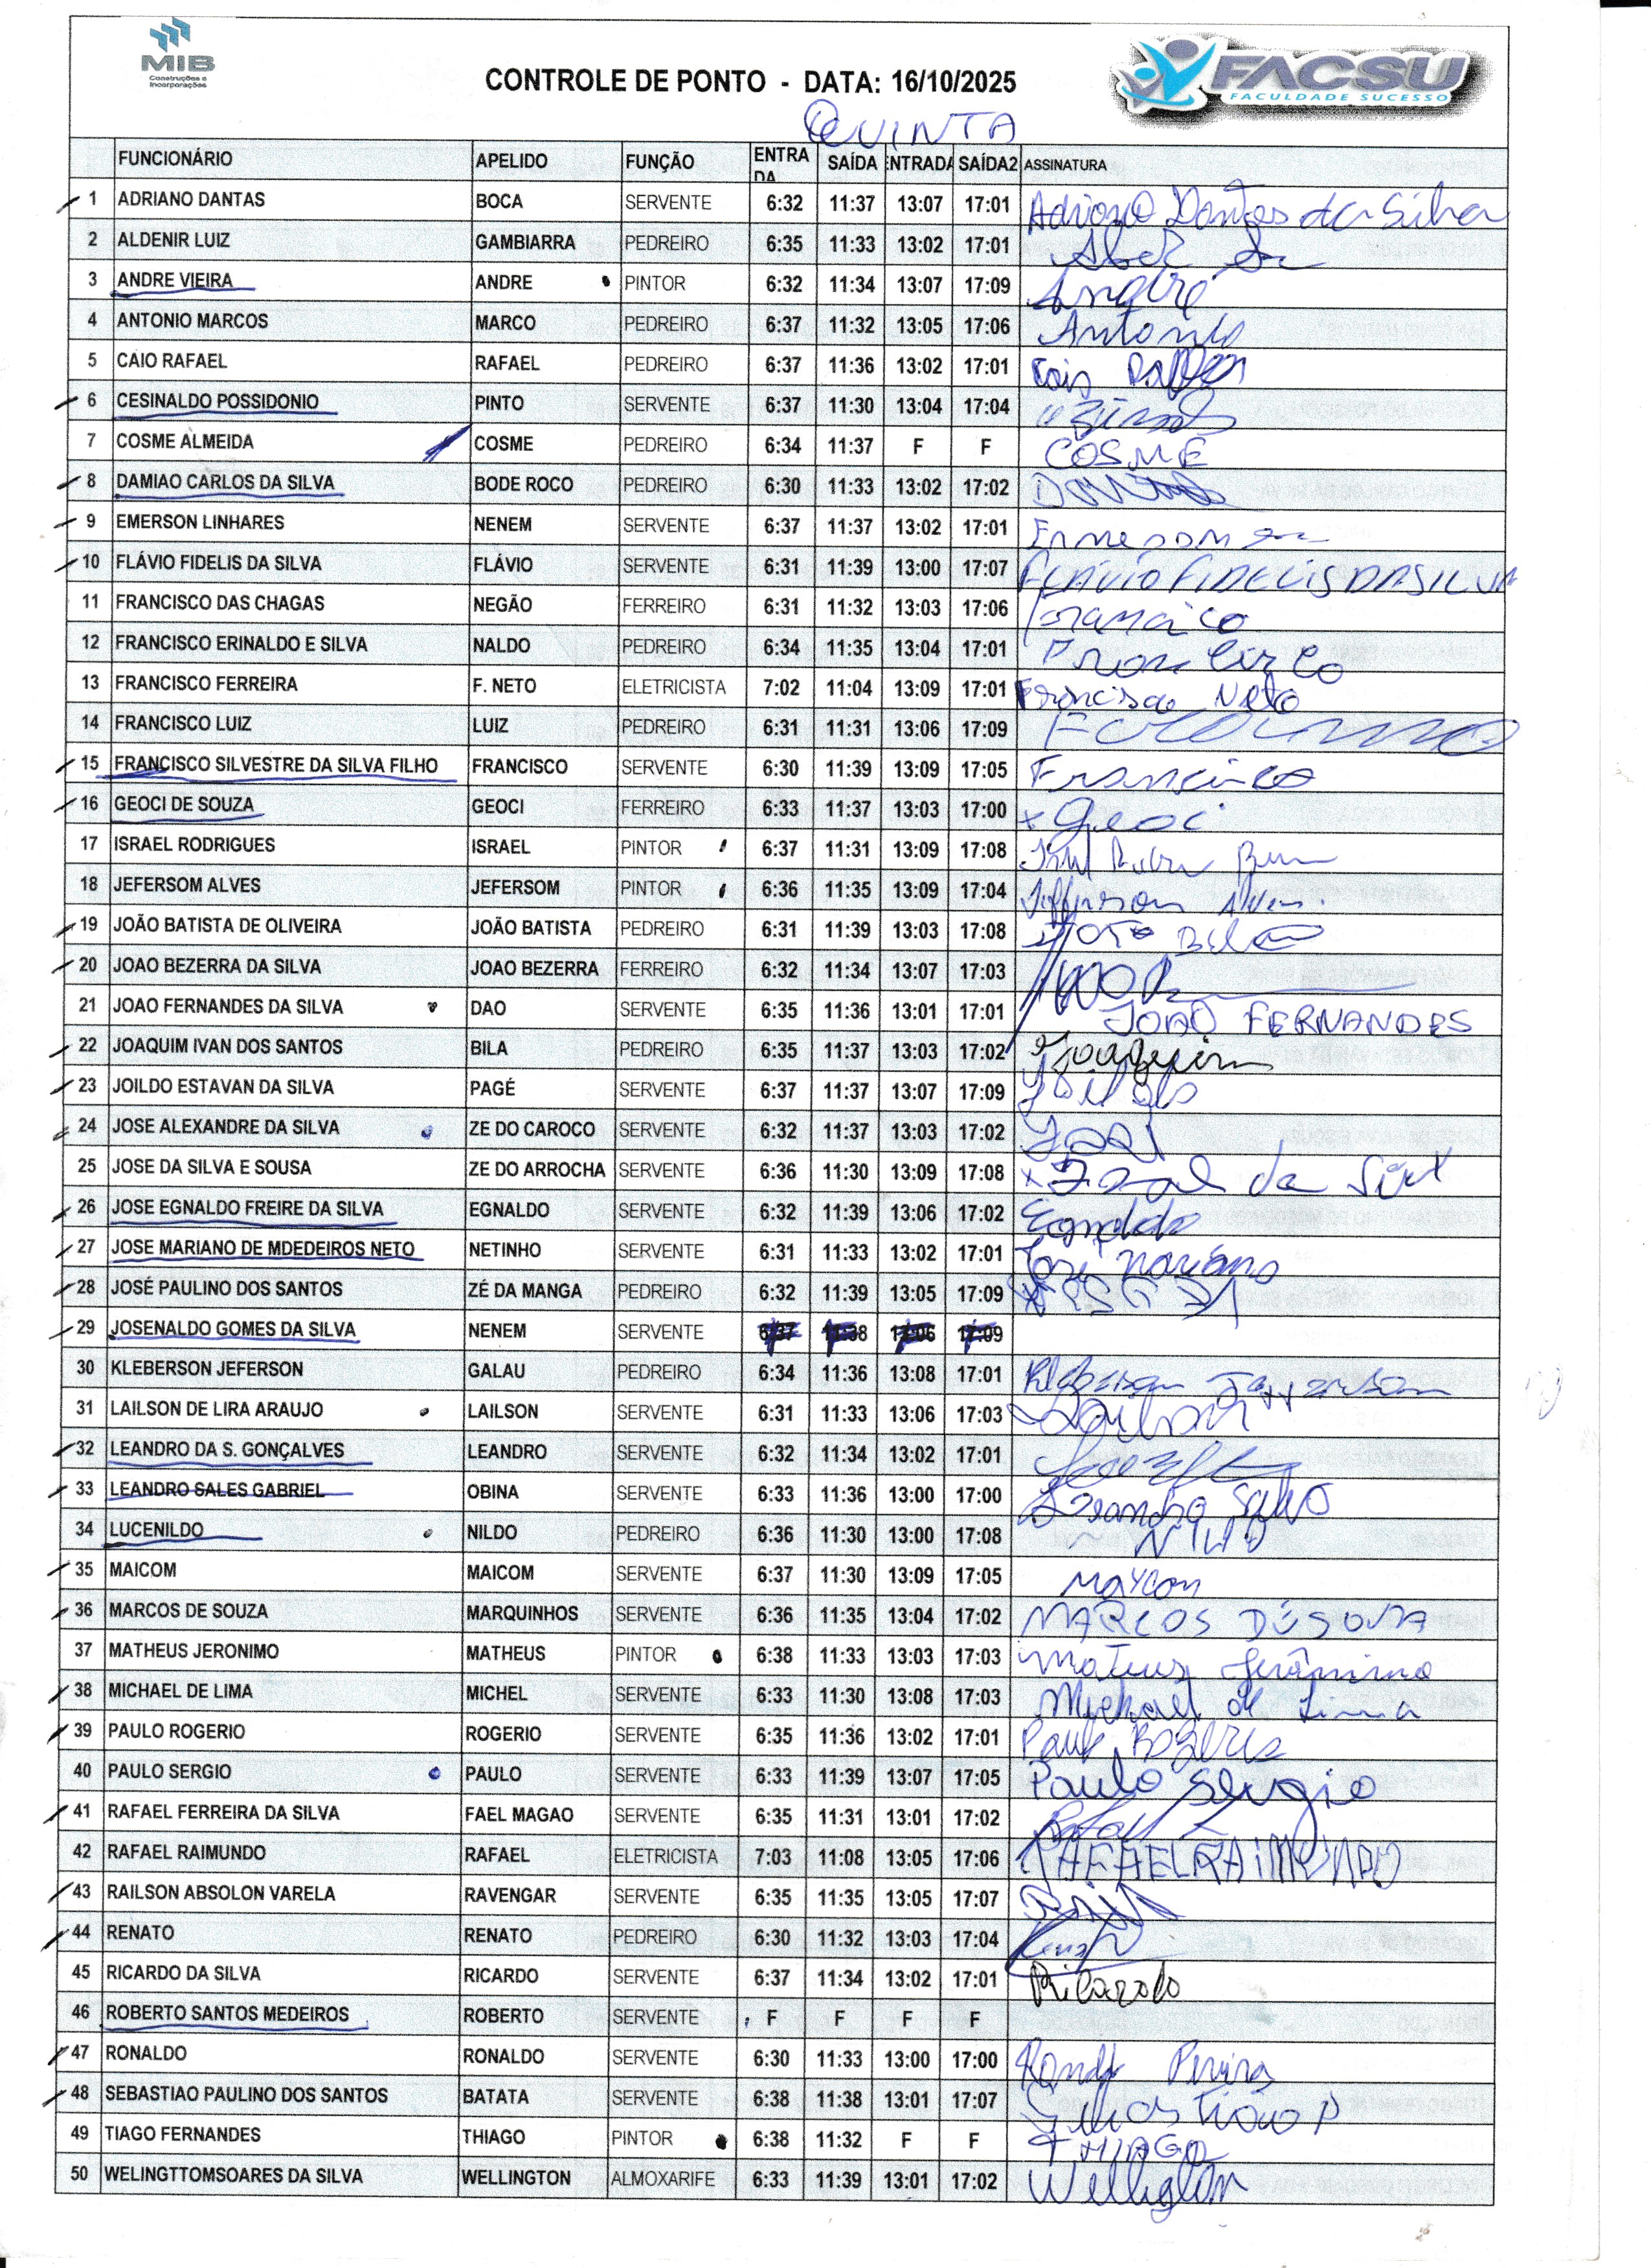 MIB
Construções e
Incorporações
CONTROLE DE PONTO - DATA: 16/10/2025
FACSU
FACULDADE SUCESSO
QUINTA
FUNCIONÁRIO APELIDO FUNÇÃO ENTRADA SAÍDA ENTRADA SAÍDA2 ASSINATURA
1 ADRIANO DANTAS BOCA SERVENTE 6:32 11:37 13:07 17:01 Adriano Dantas da Silva
2 ALDENIR LUIZ GAMBIARRA PEDREIRO 6:35 11:33 13:02 17:01
3 ANDRE VIEIRA ANDRE PINTOR 6:32 11:34 13:07 17:09 André
4 ANTONIO MARCOS MARCO PEDREIRO 6:37 11:32 13:05 17:06 Antonio
5 CAIO RAFAEL RAFAEL PEDREIRO 6:37 11:36 13:02 17:01 Caio
6 CESINALDO POSSIDONIO PINTO SERVENTE 6:37 11:30 13:04 17:04
7 COSME ALMEIDA COSME PEDREIRO 6:34 11:37 F F COSME
8 DAMIAO CARLOS DA SILVA BODE ROCO PEDREIRO 6:30 11:33 13:02 17:02
9 EMERSON LINHARES NENEM SERVENTE 6:37 11:37 13:02 17:01
10 FLÁVIO FIDELIS DA SILVA FLÁVIO SERVENTE 6:31 11:39 13:00 17:07 FLÁVIO FIDELIS DA SILVA
11 FRANCISCO DAS CHAGAS NEGÃO FERREIRO 6:31 11:32 13:03 17:06
12 FRANCISCO ERINALDO E SILVA NALDO PEDREIRO 6:34 11:35 13:04 17:01
13 FRANCISCO FERREIRA F. NETO ELETRICISTA 7:02 11:04 13:09 17:01 Francisco Neto
14 FRANCISCO LUIZ LUIZ PEDREIRO 6:31 11:31 13:06 17:09
15 FRANCISCO SILVESTRE DA SILVA FILHO FRANCISCO SERVENTE 6:30 11:39 13:09 17:05 Francisco
16 GEOCI DE SOUZA GEOCI FERREIRO 6:33 11:37 13:03 17:00 x Geoci
17 ISRAEL RODRIGUES ISRAEL PINTOR 6:37 11:31 13:09 17:08
18 JEFERSOM ALVES JEFERSOM PINTOR 6:36 11:35 13:09 17:04 Jefferson Alves.
19 JOÃO BATISTA DE OLIVEIRA JOÃO BATISTA PEDREIRO 6:31 11:39 13:03 17:08
20 JOAO BEZERRA DA SILVA JOAO BEZERRA FERREIRO 6:32 11:34 13:07 17:03
21 JOAO FERNANDES DA SILVA DAO SERVENTE 6:35 11:36 13:01 17:01 JOAO FERNANDES
22 JOAQUIM IVAN DOS SANTOS BILA PEDREIRO 6:35 11:37 13:03 17:02 Joaquim
23 JOILDO ESTAVAN DA SILVA PAGÉ SERVENTE 6:37 11:37 13:07 17:09 Joildo
24 JOSE ALEXANDRE DA SILVA ZE DO CAROCO SERVENTE 6:32 11:37 13:03 17:02
25 JOSE DA SILVA E SOUSA ZE DO ARROCHA SERVENTE 6:36 11:30 13:09 17:08
26 JOSE EGNALDO FREIRE DA SILVA EGNALDO SERVENTE 6:32 11:39 13:06 17:02 Egnaldo
27 JOSE MARIANO DE MDEDEIROS NETO NETINHO SERVENTE 6:31 11:33 13:02 17:01 José Mariano
28 JOSÉ PAULINO DOS SANTOS ZÉ DA MANGA PEDREIRO 6:32 11:39 13:05 17:09
29 JOSENALDO GOMES DA SILVA NENEM SERVENTE 6:37 11:38 13:06 17:09 F F F F
30 KLEBERSON JEFERSON GALAU PEDREIRO 6:34 11:36 13:08 17:01 Kleberson Jefferson
31 LAILSON DE LIRA ARAUJO LAILSON SERVENTE 6:31 11:33 13:06 17:03 Lailson
32 LEANDRO DA S. GONÇALVES LEANDRO SERVENTE 6:32 11:34 13:02 17:01
33 LEANDRO SALES GABRIEL OBINA SERVENTE 6:33 11:36 13:00 17:00 Leandro Sales
34 LUCENILDO NILDO PEDREIRO 6:36 11:30 13:00 17:08 NILDO
35 MAICOM MAICOM SERVENTE 6:37 11:30 13:09 17:05 Maycon
36 MARCOS DE SOUZA MARQUINHOS SERVENTE 6:36 11:35 13:04 17:02 MARCOS DE SOUZA
37 MATHEUS JERONIMO MATHEUS PINTOR 6:38 11:33 13:03 17:03 Mateus Jerônimo
38 MICHAEL DE LIMA MICHEL SERVENTE 6:33 11:30 13:08 17:03 Michael de Lima
39 PAULO ROGERIO ROGERIO SERVENTE 6:35 11:36 13:02 17:01 Paulo Rogerio
40 PAULO SERGIO PAULO SERVENTE 6:33 11:39 13:07 17:05 Paulo Sergio
41 RAFAEL FERREIRA DA SILVA FAEL MAGAO SERVENTE 6:35 11:31 13:01 17:02 Rafael
42 RAFAEL RAIMUNDO RAFAEL ELETRICISTA 7:03 11:08 13:05 17:06 RAFAEL RAIMUNDO
43 RAILSON ABSOLON VARELA RAVENGAR SERVENTE 6:35 11:35 13:05 17:07
44 RENATO RENATO PEDREIRO 6:30 11:32 13:03 17:04
45 RICARDO DA SILVA RICARDO SERVENTE 6:37 11:34 13:02 17:01 Ricardo
46 ROBERTO SANTOS MEDEIROS ROBERTO SERVENTE F F F F
47 RONALDO RONALDO SERVENTE 6:30 11:33 13:00 17:00
48 SEBASTIAO PAULINO DOS SANTOS BATATA SERVENTE 6:38 11:38 13:01 17:07 Sebastiao P
49 TIAGO FERNANDES THIAGO PINTOR 6:38 11:32 F F THIAGO
50 WELINGTTOMSOARES DA SILVA WELLINGTON ALMOXARIFE 6:33 11:39 13:01 17:02 Wellington